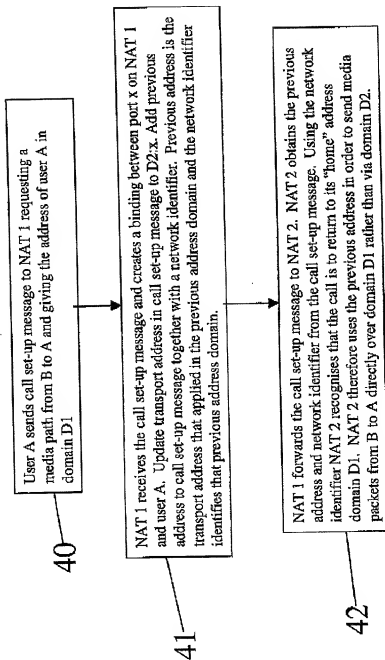 40
User A sends call set-up message to NAT 1 requesting a
media path from B to A and giving the address of user A in
domain D1
41
NAT 1 receives the call set-up message and creates a binding between port x on NAT 1
and user A. Update transport address in call set-up message to D2:x. Add previous
address to call set-up message together with a network identifier. Previous address is the
transport address that applied in the previous address domain and the network identifier
identifies that previous address domain.
42
NAT 1 forwards the call set-up message to NAT 2. NAT 2 obtains the previous
address and network identifier from the call set-up message. Using the network
identifier NAT 2 recognises that the call is to return to its "home" address
domain D1. NAT 2 therefore uses the previous address in order to send media
packets from B to A directly over domain D1 rather than via domain D2.